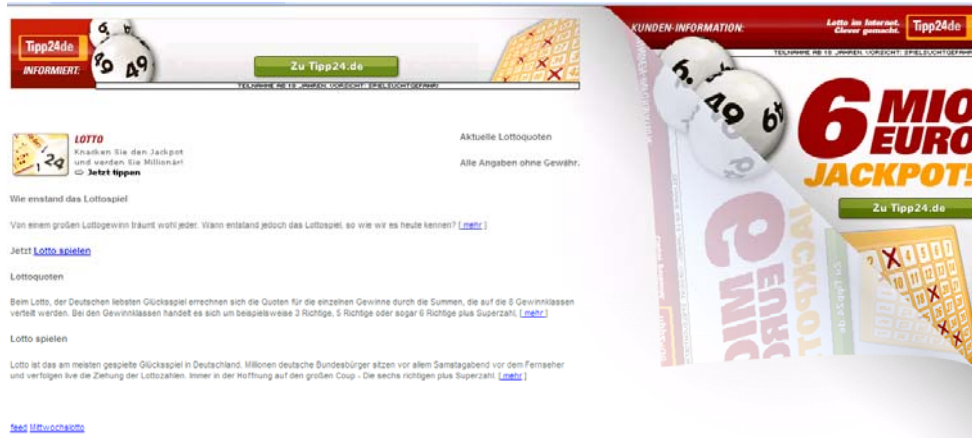 Tipp24de
INFORMIERT:
Zu Tipp24.de
TEILNAHME AB 18 JAHREN. VORSICHT: SPIELSUCHTGEFAHR!
KUNDEN-INFORMATION:
Lotto im Internet.
Clever gemacht.
Tipp24de
TEILNAHME AB 18 JAHREN. VORSICHT: SPIELSUCHTGEFAHR
6 MIO
EURO
JACKPOT!
Zu Tipp24.de
LOTTO
Knacken Sie den Jackpot
und werden Sie Millionär!
⇨ Jetzt tippen
Aktuelle Lottoquoten
Alle Angaben ohne Gewähr.
Wie enstand das Lottospiel
Von einem großen Lottogewinn träumt wohl jeder. Wann entstand jedoch das Lottospiel, so wie wir es heute kennen? [ mehr ]
Jetzt Lotto spielen
Lottoquoten
Beim Lotto, der Deutschen liebsten Glücksspiel errechnen sich die Quoten für die einzelnen Gewinne durch die Summen, die auf die 8 Gewinnklassen
verteilt werden. Bei den Gewinnklassen handelt es sich um beispielsweise 3 Richtige, 5 Richtige oder sogar 6 Richtige plus Superzahl. [ mehr ]
Lotto spielen
Lotto ist das am meisten gespielte Glücksspiel in Deutschland. Millionen deutsche Bundesbürger sitzen vor allem Samstagabend vor dem Fernseher
und verfolgen live die Ziehung der Lottozahlen. Immer in der Hoffnung auf den großen Coup - Die sechs richtigen plus Superzahl. [ mehr ]
feed Mittwochslotto